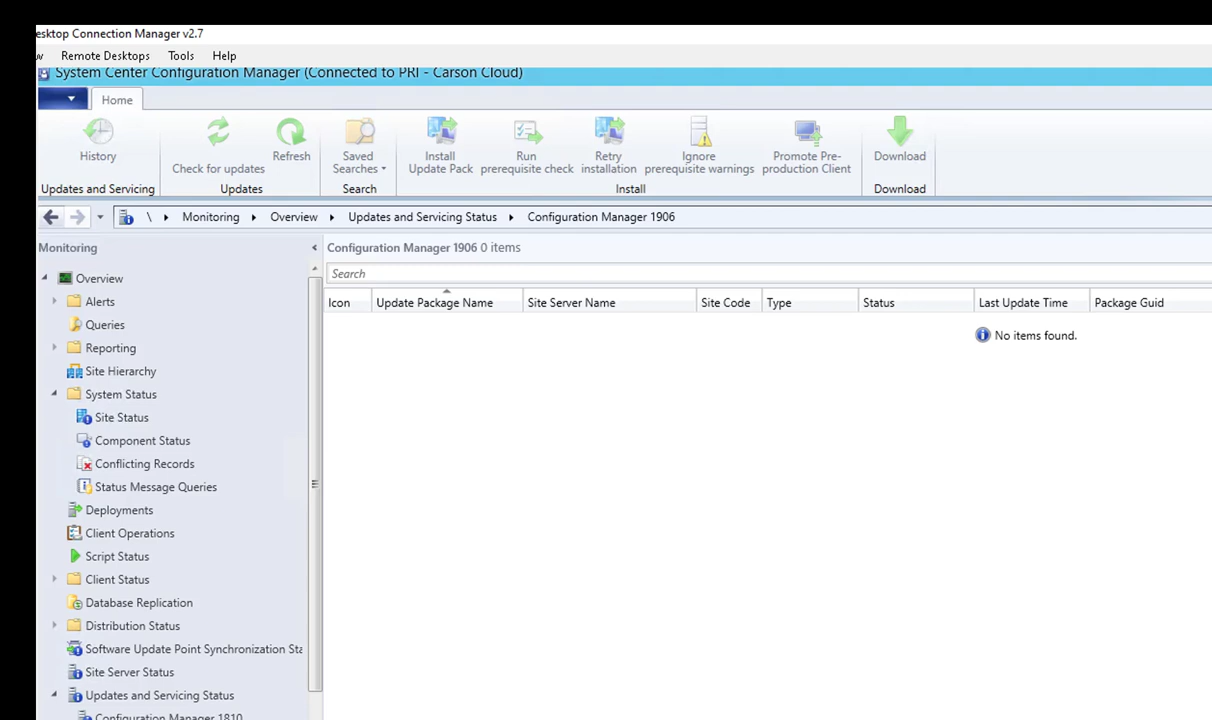 esktop Connection Manager v2.7
w Remote Desktops Tools Help
System Center Configuration Manager (Connected to PRI - Carson Cloud)
Home
History
Check for updates
Refresh
Saved Searches
Install Update Pack
Run prerequisite check
Retry installation
Ignore prerequisite warnings
Promote Pre-production Client
Download
Updates and Servicing
Updates
Search
Install
Download
\ Monitoring Overview Updates and Servicing Status Configuration Manager 1906
Monitoring
Configuration Manager 1906 0 items
Search
Icon Update Package Name Site Server Name Site Code Type Status Last Update Time Package Guid
No items found.
Overview
Alerts
Queries
Reporting
Site Hierarchy
System Status
Site Status
Component Status
Conflicting Records
Status Message Queries
Deployments
Client Operations
Script Status
Client Status
Database Replication
Distribution Status
Software Update Point Synchronization Sta
Site Server Status
Updates and Servicing Status
Configuration Manager 1810